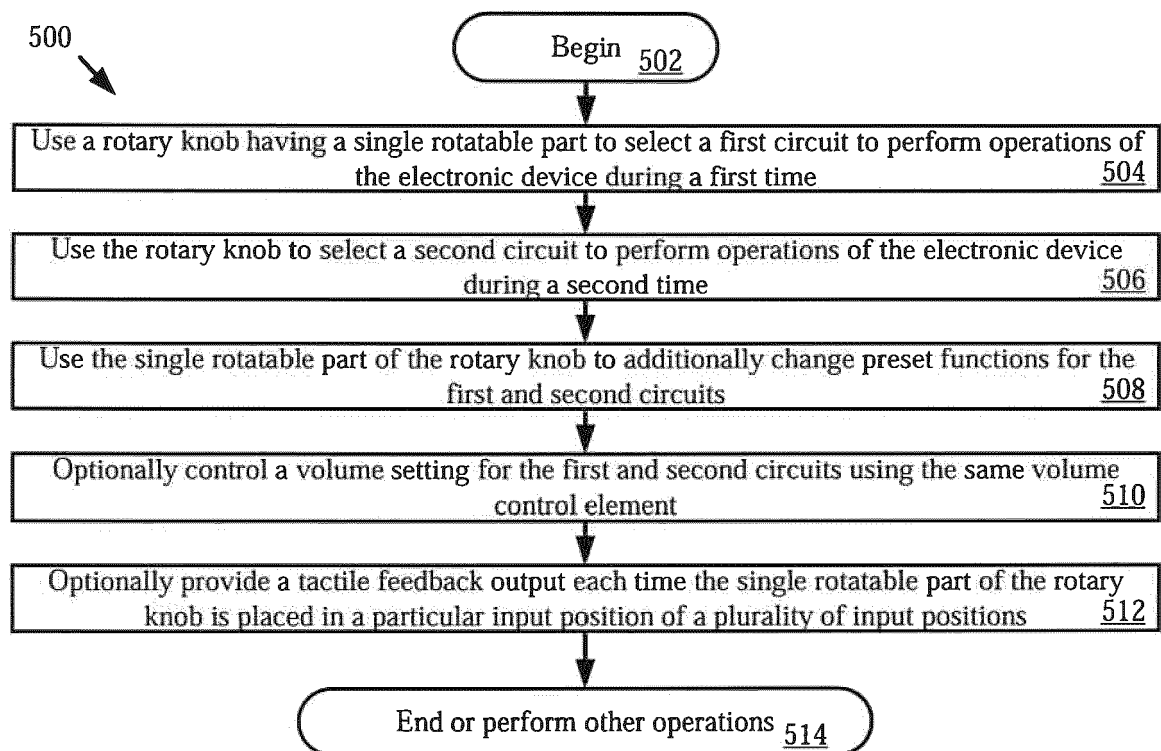 500
Begin 502
Use a rotary knob having a single rotatable part to select a first circuit to perform operations of
the electronic device during a first time 504
Use the rotary knob to select a second circuit to perform operations of the electronic device
during a second time 506
Use the single rotatable part of the rotary knob to additionally change preset functions for the
first and second circuits 508
Optionally control a volume setting for the first and second circuits using the same volume
control element 510
Optionally provide a tactile feedback output each time the single rotatable part of the rotary
knob is placed in a particular input position of a plurality of input positions 512
End or perform other operations 514